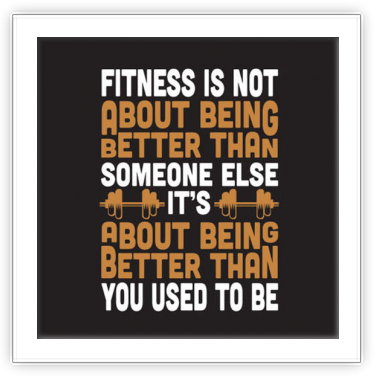 FITNESS IS NOT
ABOUT BEING
BETTER THAN
SOMEONE ELSE
IT'S
ABOUT BEING
BETTER THAN
YOU USED TO BE